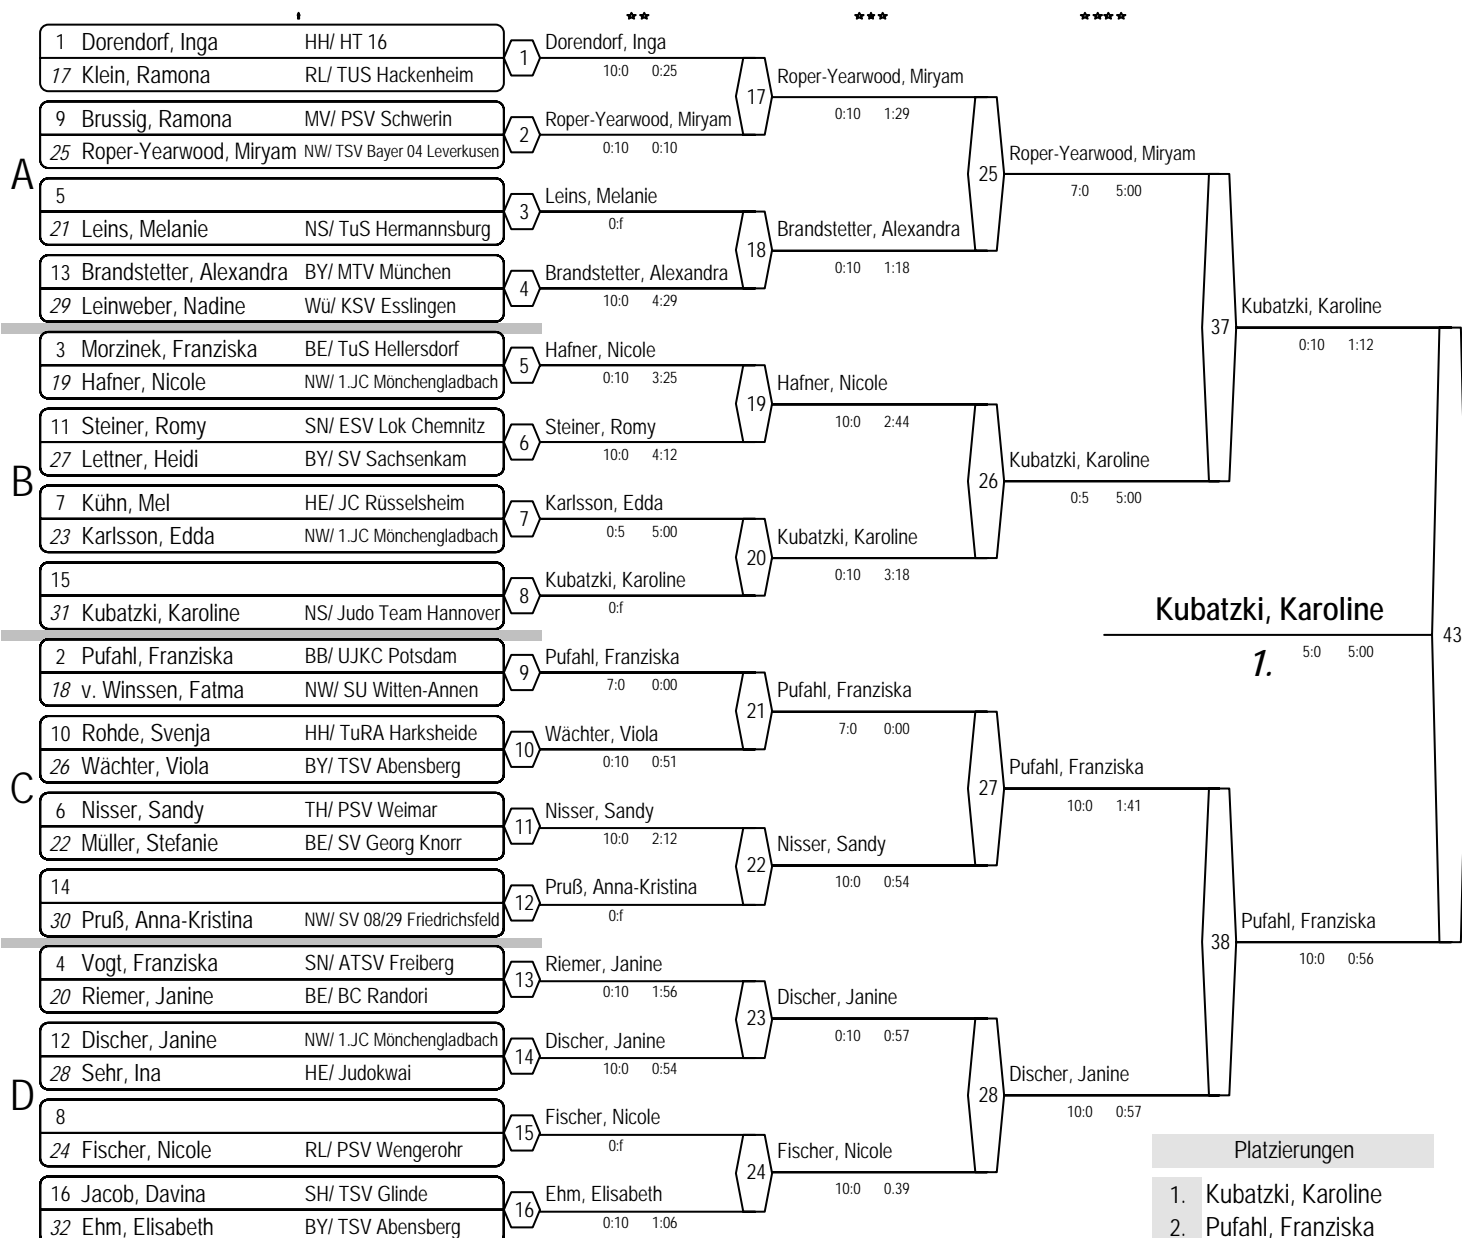 1 Dorendorf, Inga HH/ HT 16
17 Klein, Ramona RL/ TUS Hackenheim
9 Brussig, Ramona MV/ PSV Schwerin
25 Roper-Yearwood, Miryam NW/ TSV Bayer 04 Leverkusen
A
5
21 Leins, Melanie NS/ TuS Hermannsburg
13 Brandstetter, Alexandra BY/ MTV München
29 Leinweber, Nadine Wü/ KSV Esslingen
3 Morzinek, Franziska BE/ TuS Hellersdorf
19 Hafner, Nicole NW/ 1.JC Mönchengladbach
11 Steiner, Romy SN/ ESV Lok Chemnitz
27 Lettner, Heidi BY/ SV Sachsenkam
B
7 Kühn, Mel HE/ JC Rüsselsheim
23 Karlsson, Edda NW/ 1.JC Mönchengladbach
15
31 Kubatzki, Karoline NS/ Judo Team Hannover
2 Pufahl, Franziska BB/ UJKC Potsdam
18 v. Winssen, Fatma NW/ SU Witten-Annen
10 Rohde, Svenja HH/ TuRA Harksheide
26 Wächter, Viola BY/ TSV Abensberg
C
6 Nisser, Sandy TH/ PSV Weimar
22 Müller, Stefanie BE/ SV Georg Knorr
14
30 Pruß, Anna-Kristina NW/ SV 08/29 Friedrichsfeld
4 Vogt, Franziska SN/ ATSV Freiberg
20 Riemer, Janine BE/ BC Randori
12 Discher, Janine NW/ 1.JC Mönchengladbach
28 Sehr, Ina HE/ Judokwai
D
8
24 Fischer, Nicole RL/ PSV Wengerohr
16 Jacob, Davina SH/ TSV Glinde
32 Ehm, Elisabeth BY/ TSV Abensberg
1 Dorendorf, Inga
10:0 0:25
2 Roper-Yearwood, Miryam
0:10 0:10
3 Leins, Melanie
0:f
4 Brandstetter, Alexandra
10:0 4:29
5 Hafner, Nicole
0:10 3:25
6 Steiner, Romy
10:0 4:12
7 Karlsson, Edda
0:5 5:00
8 Kubatzki, Karoline
0:f
9 Pufahl, Franziska
7:0 0:00
10 Wächter, Viola
0:10 0:51
11 Nisser, Sandy
10:0 2:12
12 Pruß, Anna-Kristina
0:f
13 Riemer, Janine
0:10 1:56
14 Discher, Janine
10:0 0:54
15 Fischer, Nicole
0:f
16 Ehm, Elisabeth
0:10 1:06
17 Roper-Yearwood, Miryam
0:10 1:29
18 Brandstetter, Alexandra
0:10 1:18
19 Hafner, Nicole
10:0 2:44
20 Kubatzki, Karoline
0:10 3:18
21 Pufahl, Franziska
7:0 0:00
22 Nisser, Sandy
10:0 0:54
23 Discher, Janine
0:10 0:57
24 Fischer, Nicole
10:0 0.39
25 Roper-Yearwood, Miryam
7:0 5:00
26 Kubatzki, Karoline
0:5 5:00
27 Pufahl, Franziska
10:0 1:41
28 Discher, Janine
10:0 0:57
37 Kubatzki, Karoline
0:10 1:12
38 Pufahl, Franziska
10:0 0:56
Kubatzki, Karoline
43
1. 5:0 5:00
Platzierungen
1. Kubatzki, Karoline
2. Pufahl, Franziska